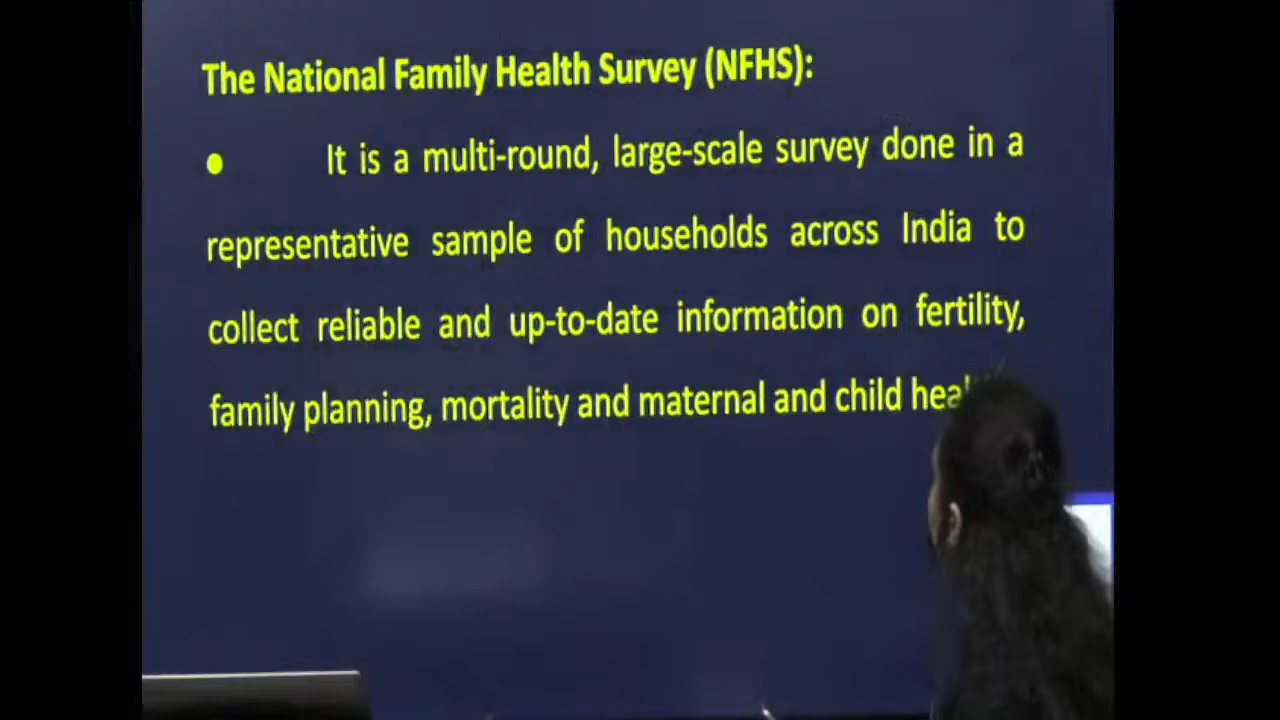 The National Family Health Survey (NFHS):
● It is a multi-round, large-scale survey done in a
representative sample of households across India to
collect reliable and up-to-date information on fertility,
family planning, mortality and maternal and child